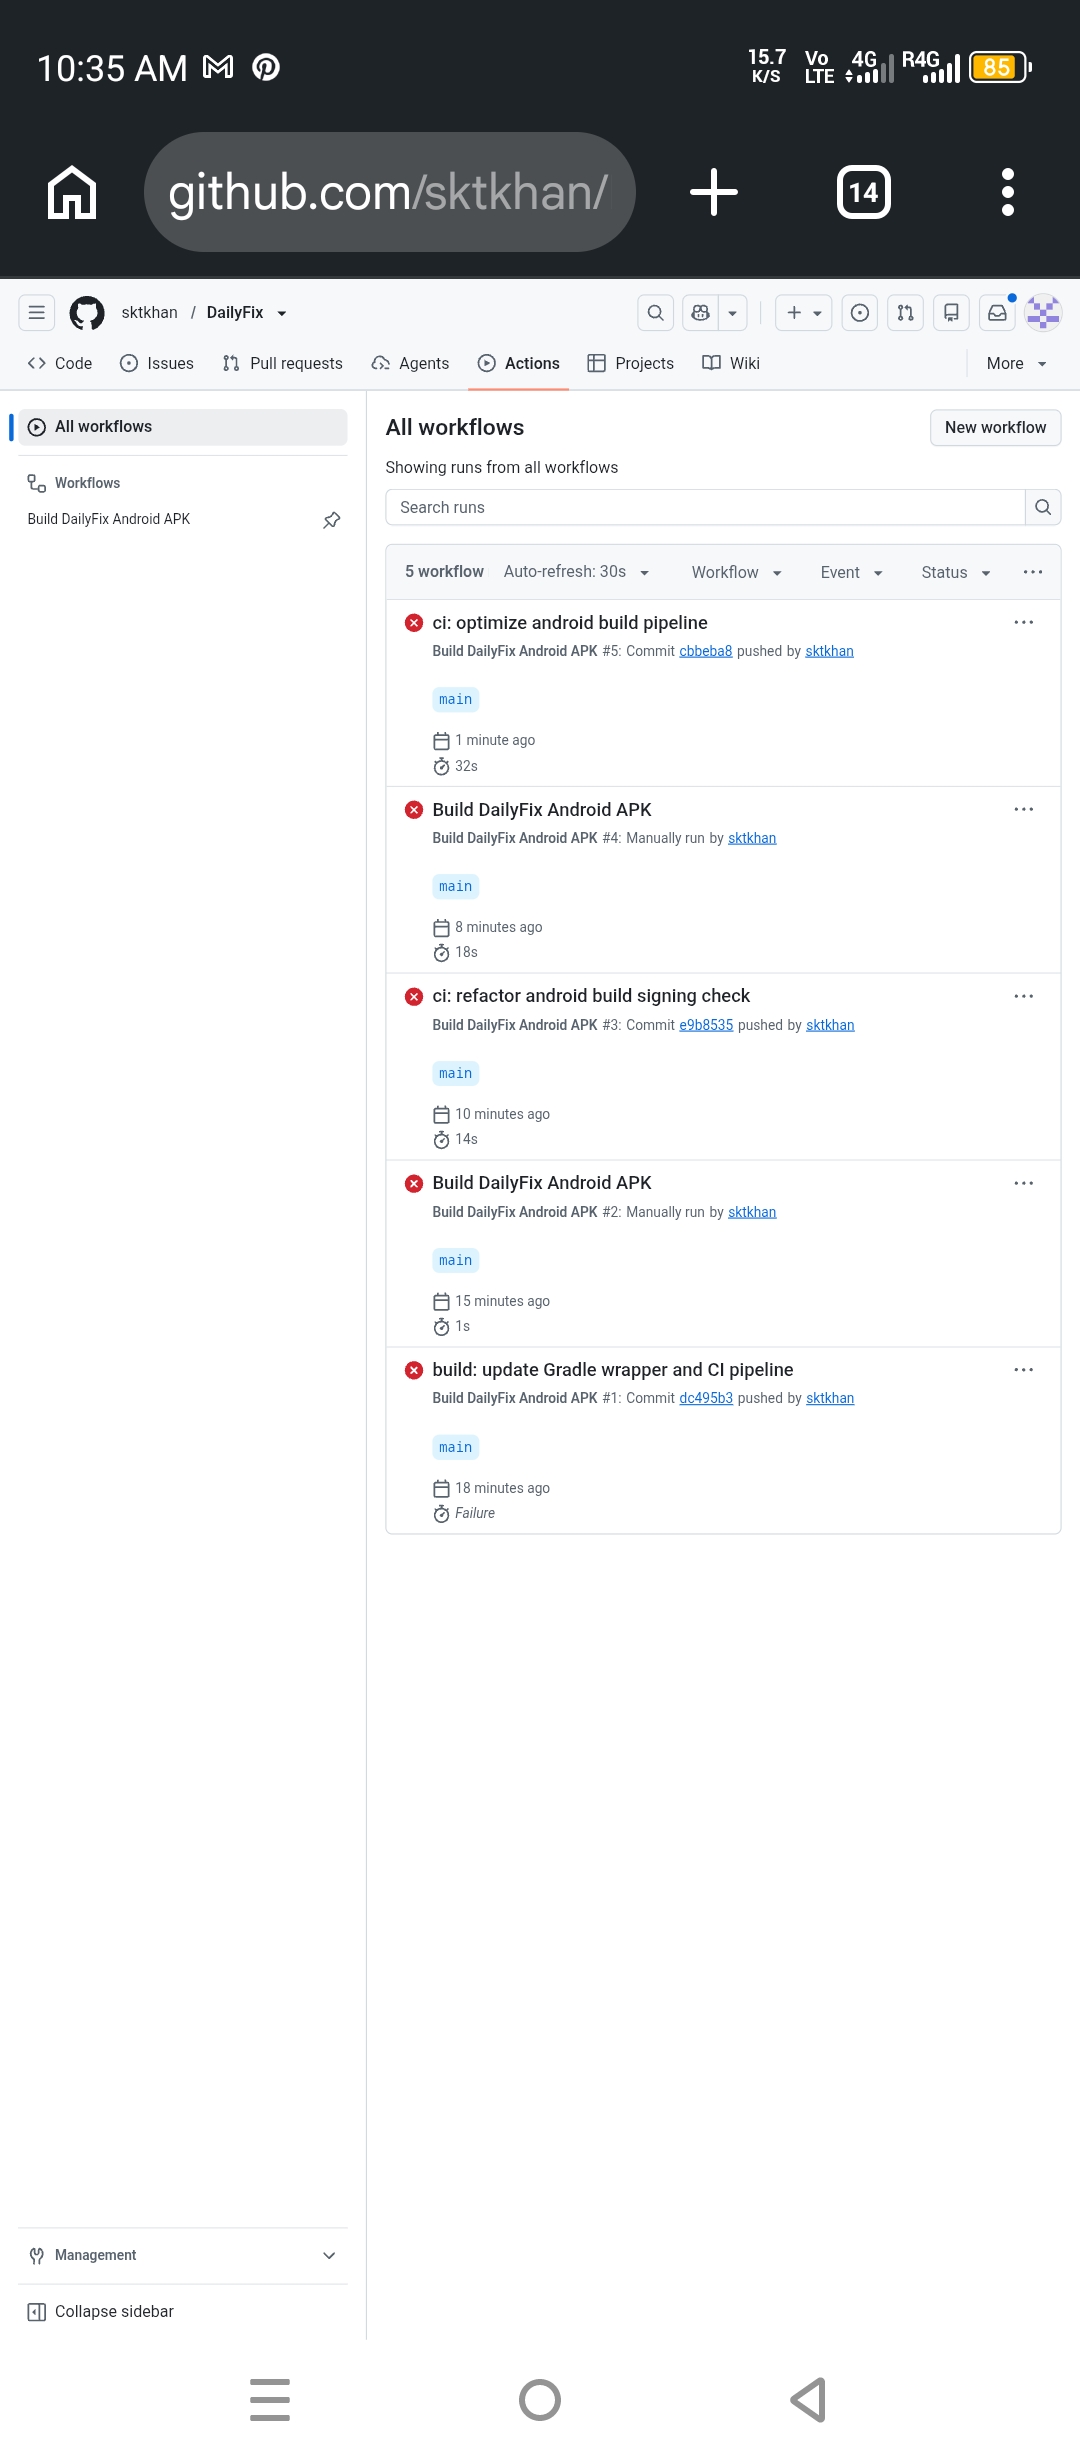 10:35 AM
15.7 K/S Vo LTE 4G R4G 85
github.com/sktkhan/
14
sktkhan / DailyFix
Code Issues Pull requests Agents Actions Projects Wiki More
All workflows
Workflows
Build DailyFix Android APK
All workflows
New workflow
Showing runs from all workflows
Search runs
5 workflow Auto-refresh: 30s Workflow Event Status
ci: optimize android build pipeline
Build DailyFix Android APK #5: Commit cbbeba8 pushed by sktkhan
main
1 minute ago
32s
Build DailyFix Android APK
Build DailyFix Android APK #4: Manually run by sktkhan
main
8 minutes ago
18s
ci: refactor android build signing check
Build DailyFix Android APK #3: Commit e9b8535 pushed by sktkhan
main
10 minutes ago
14s
Build DailyFix Android APK
Build DailyFix Android APK #2: Manually run by sktkhan
main
15 minutes ago
1s
build: update Gradle wrapper and CI pipeline
Build DailyFix Android APK #1: Commit dc495b3 pushed by sktkhan
main
18 minutes ago
Failure
Management
Collapse sidebar